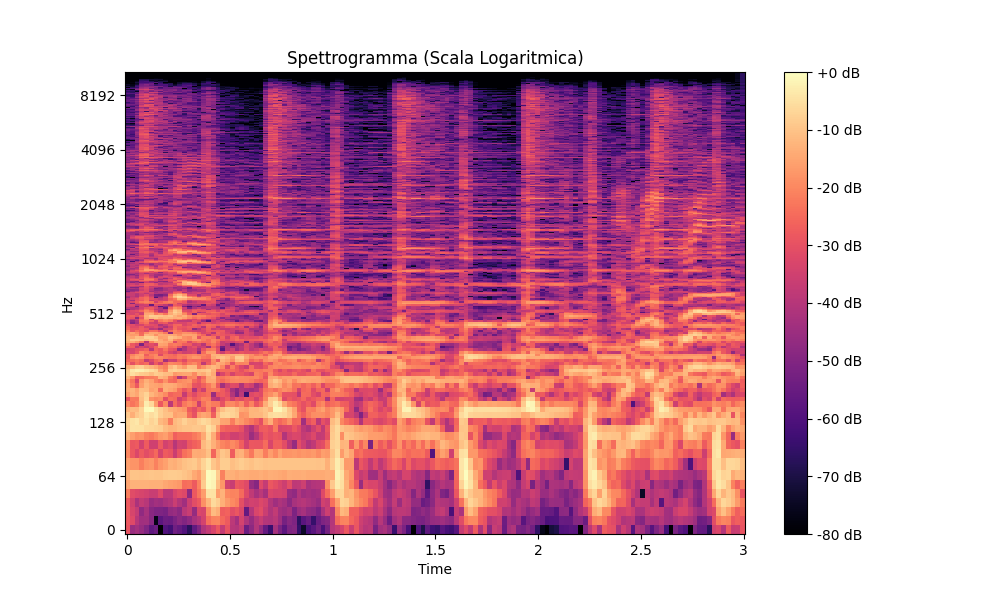 Spettrogramma (Scala Logaritmica)
8192
4096
2048
1024
512
256
128
64
0
Hz
0
0.5
1
1.5
2
2.5
3
Time
+0 dB
-10 dB
-20 dB
-30 dB
-40 dB
-50 dB
-60 dB
-70 dB
-80 dB